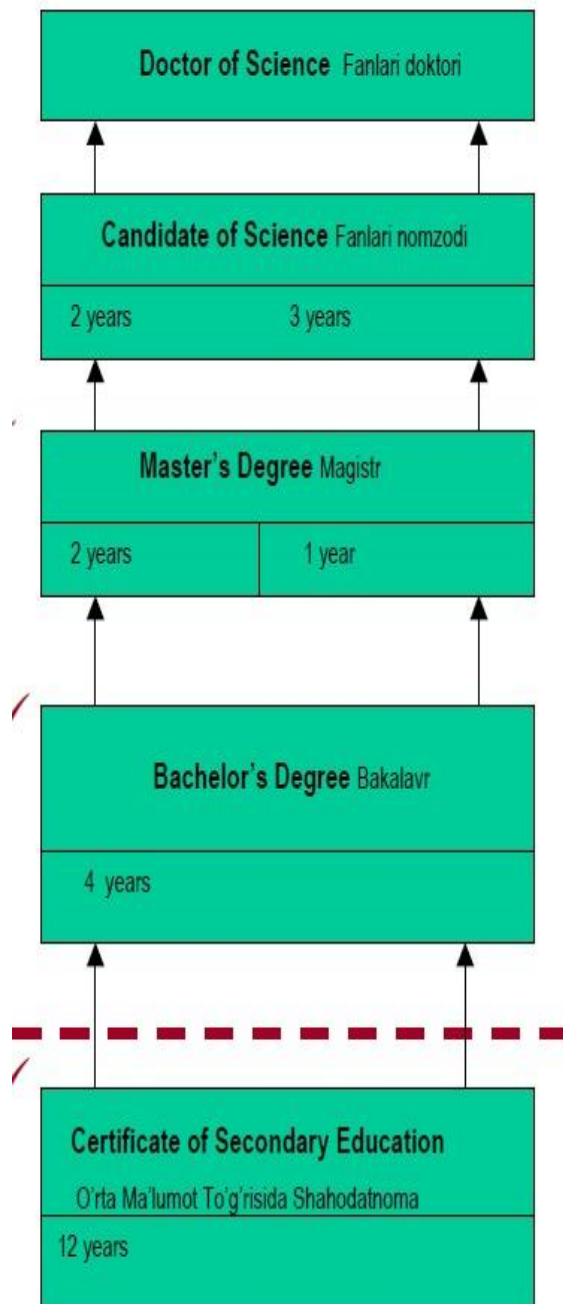 Doctor of Science Fanlari doktori
Candidate of Science Fanlari nomzodi
2 years 3 years
Master's Degree Magistr
2 years 1 year
Bachelor's Degree Bakalavr
4 years
Certificate of Secondary Education
O'rta Ma'lumot To'g'risida Shahodatnoma
12 years